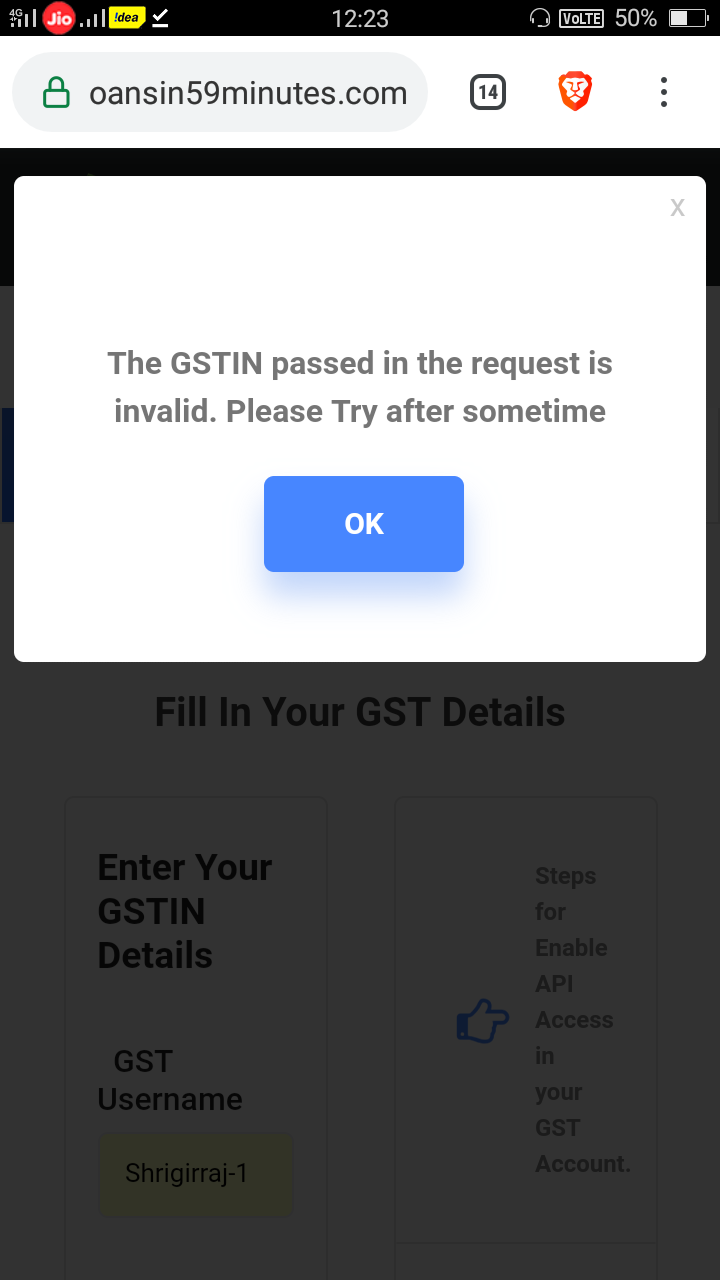 4G Jio !dea 12:23 VoLTE 50%
oansin59minutes.com 14
X
The GSTIN passed in the request is
invalid. Please Try after sometime
OK
Fill In Your GST Details
Enter Your
GSTIN
Details
GST
Username
Shrigirraj-1
Steps
for
Enable
API
Access
in
your
GST
Account.